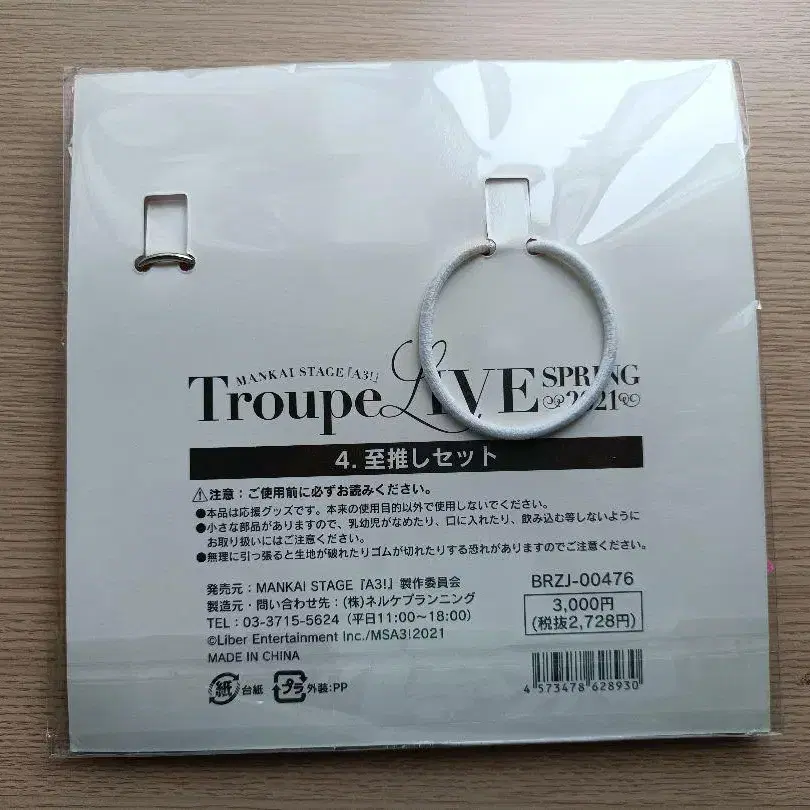 MANKAI STAGE『A3!』
Troupe LIVE SPRING 2021
4. 至推しセット
⚠注意：ご使用前に必ずお読みください。
●本品は応援グッズです。本来の使用目的以外で使用しないでください。
●小さな部品がありますので、乳幼児がなめたり、口に入れたり、飲み込む等しないように
お取り扱いにはご注意ください。
●無理に引っ張ると生地が破れたりゴムが切れたりする恐れがありますのでご注意ください。
発売元：MANKAI STAGE『A3!』製作委員会
製造元・問い合わせ先：(株)ネルケプランニング
TEL：03-3715-5624（平日11:00~18:00）
©Liber Entertainment Inc./MSA3!2021
MADE IN CHINA
BRZJ-00476
3,000円
(税抜2,728円)
紙 台紙 プラ 外装:PP
4 573478 628930